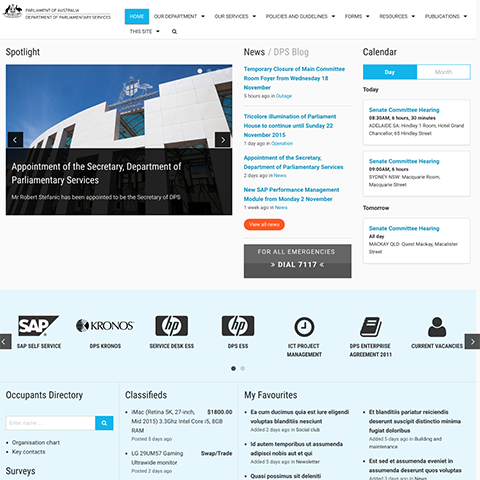 PARLIAMENT OF AUSTRALIA
DEPARTMENT OF PARLIAMENTARY SERVICES
HOME OUR DEPARTMENT OUR SERVICES POLICIES AND GUIDELINES FORMS RESOURCES PUBLICATIONS
THIS SITE
Spotlight
Appointment of the Secretary, Department of
Parliamentary Services
Mr Robert Stefanic has been appointed to be the Secretary of DPS
News / DPS Blog
Temporary Closure of Main Committee
Room Foyer from Wednesday 18
November
5 hours ago in Outage
Tricolore illumination of Parliament
House to continue until Sunday 22
November 2015
1 day ago in Operation
Appointment of the Secretary,
Department of Parliamentary Services
2 days ago in News
New SAP Performance Management
Module from Monday 2 November
1 week ago in News
View all news
FOR ALL EMERGENCIES
» DIAL 7117 «
Calendar
Day Month
Today
Senate Committee Hearing
08:30AM, 6 hours, 30 minutes
ADELAIDE SA: Hindley 1 Room, Hotel Grand
Chancellor, 65 Hindley Street
Senate Committee Hearing
09:00AM, 6 hours
SYDNEY NSW: Macquarie Room,
Macquarie Street
Tomorrow
Senate Committee Hearing
All day
MACKAY QLD: Quest Mackay, Macalister
Street
SAP
SAP SELF SERVICE
KRONOS
DPS KRONOS
hp
SERVICE DESK ESS
hp
DPS ESS
ICT PROJECT
MANAGEMENT
DPS ENTERPRISE
AGREEMENT 2011
CURRENT VACANCIES
Occupants Directory
Enter name ...
Organisation chart
Key contacts
Surveys
Classifieds
iMac (Retina 5K, 27-inch, $1800.00
Mid 2015) 3.3Ghz Intel Core i5, 8GB
RAM
Posted 5 days ago
LG 29UM57 Gaming Swap/Trade
Ultrawide monitor
Posted 2 days ago
My Favourites
Ea cum ducimus quia est iure eligendi
voluptas blanditiis nesciunt
Added 2 days ago in Social club
Id autem temporibus ut assumenda
adipisci nobis aut et qui
Added 5 days ago in Newsletter
Quasi possimus sit deleniti
Et blanditiis pariatur reiciendis
deserunt suscipit distinctio minima
fugiat doloribus
Added 5 days ago in Building and
maintenance
Est sed et assumenda eveniet in
assumenda deserunt quos voluptas
Added 3 days ago in News